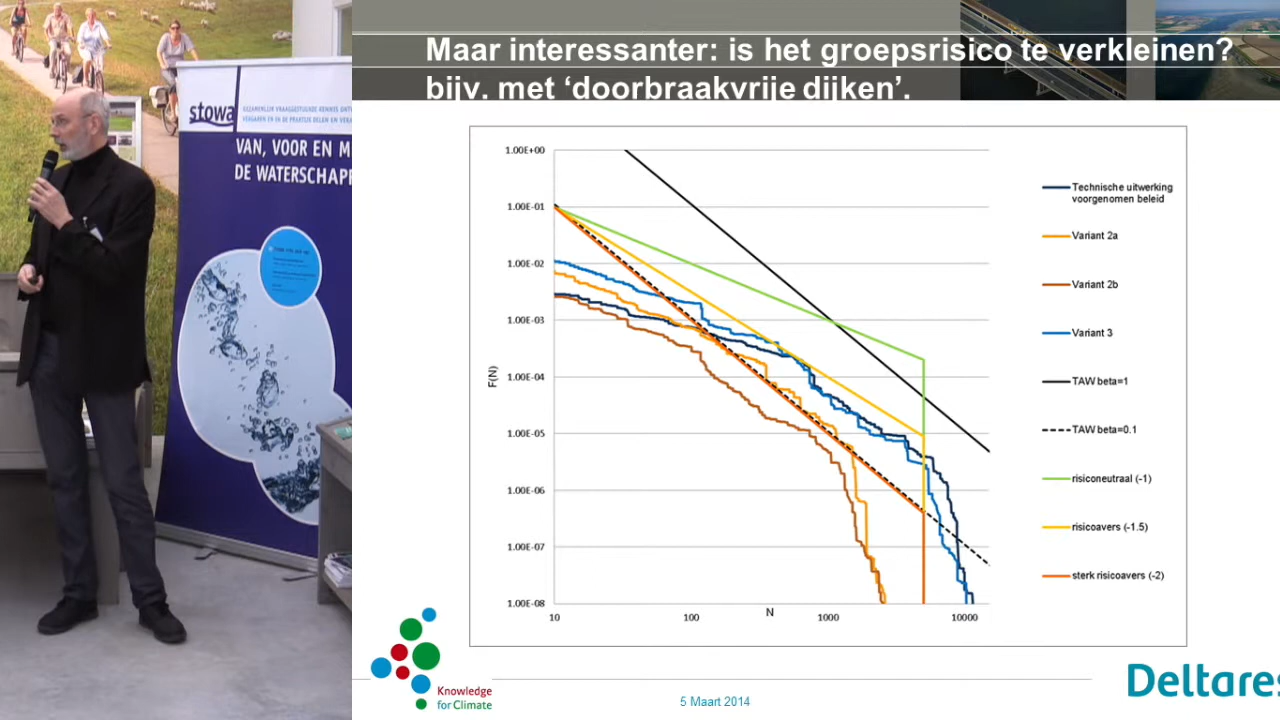 Maar interessanter: is het groepsrisico te verkleinen?
bijv. met ‘doorbraakvrije dijken’.
stowa
VAN, VOOR EN M
DE WATERSCHAP
1.00E+00
1.00E-01
1.00E-02
1.00E-03
1.00E-04
1.00E-05
1.00E-06
1.00E-07
1.00E-08
F(N)
10
100
1000
10000
N
Technische uitwerking
voorgenomen beleid
Variant 2a
Variant 2b
Variant 3
TAW beta=1
TAW beta=0.1
risiconeutraal (-1)
risicoavers (-1.5)
sterk risicoavers (-2)
Knowledge
for Climate
5 Maart 2014
Deltares